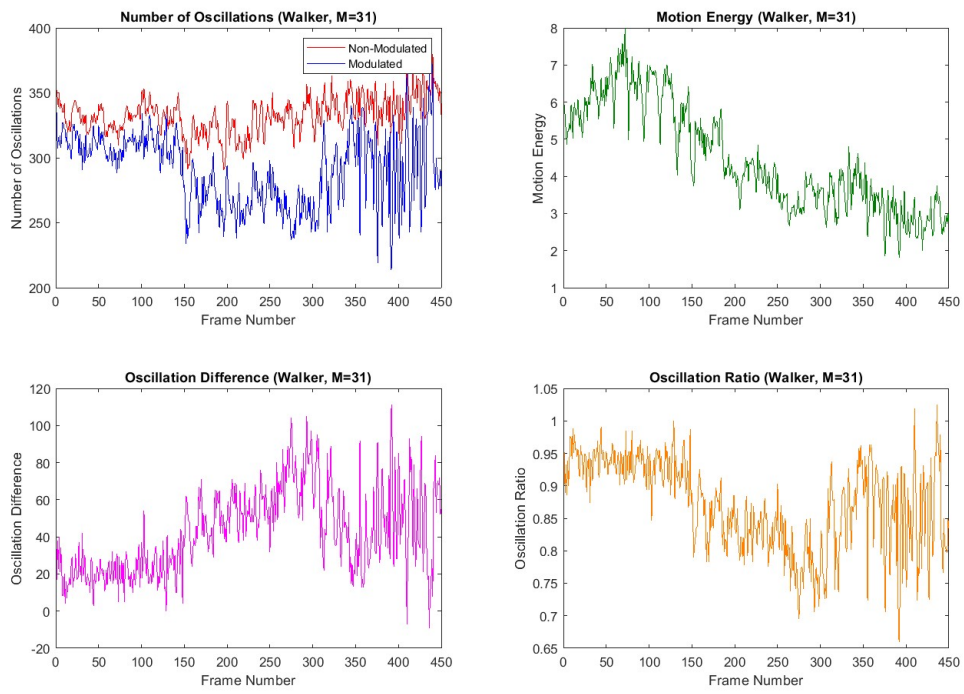 Number of Oscillations (Walker, M=31)
400
350
300
250
200
Number of Oscillations
Non-Modulated
Modulated
0 50 100 150 200 250 300 350 400 450
Frame Number
Motion Energy (Walker, M=31)
8
7
6
5
4
3
2
1
Motion Energy
0 50 100 150 200 250 300 350 400 450
Frame Number
Oscillation Difference (Walker, M=31)
120
100
80
60
40
20
0
-20
Oscillation Difference
0 50 100 150 200 250 300 350 400 450
Frame Number
Oscillation Ratio (Walker, M=31)
1.05
1
0.95
0.9
0.85
0.8
0.75
0.7
0.65
Oscillation Ratio
0 50 100 150 200 250 300 350 400 450
Frame Number